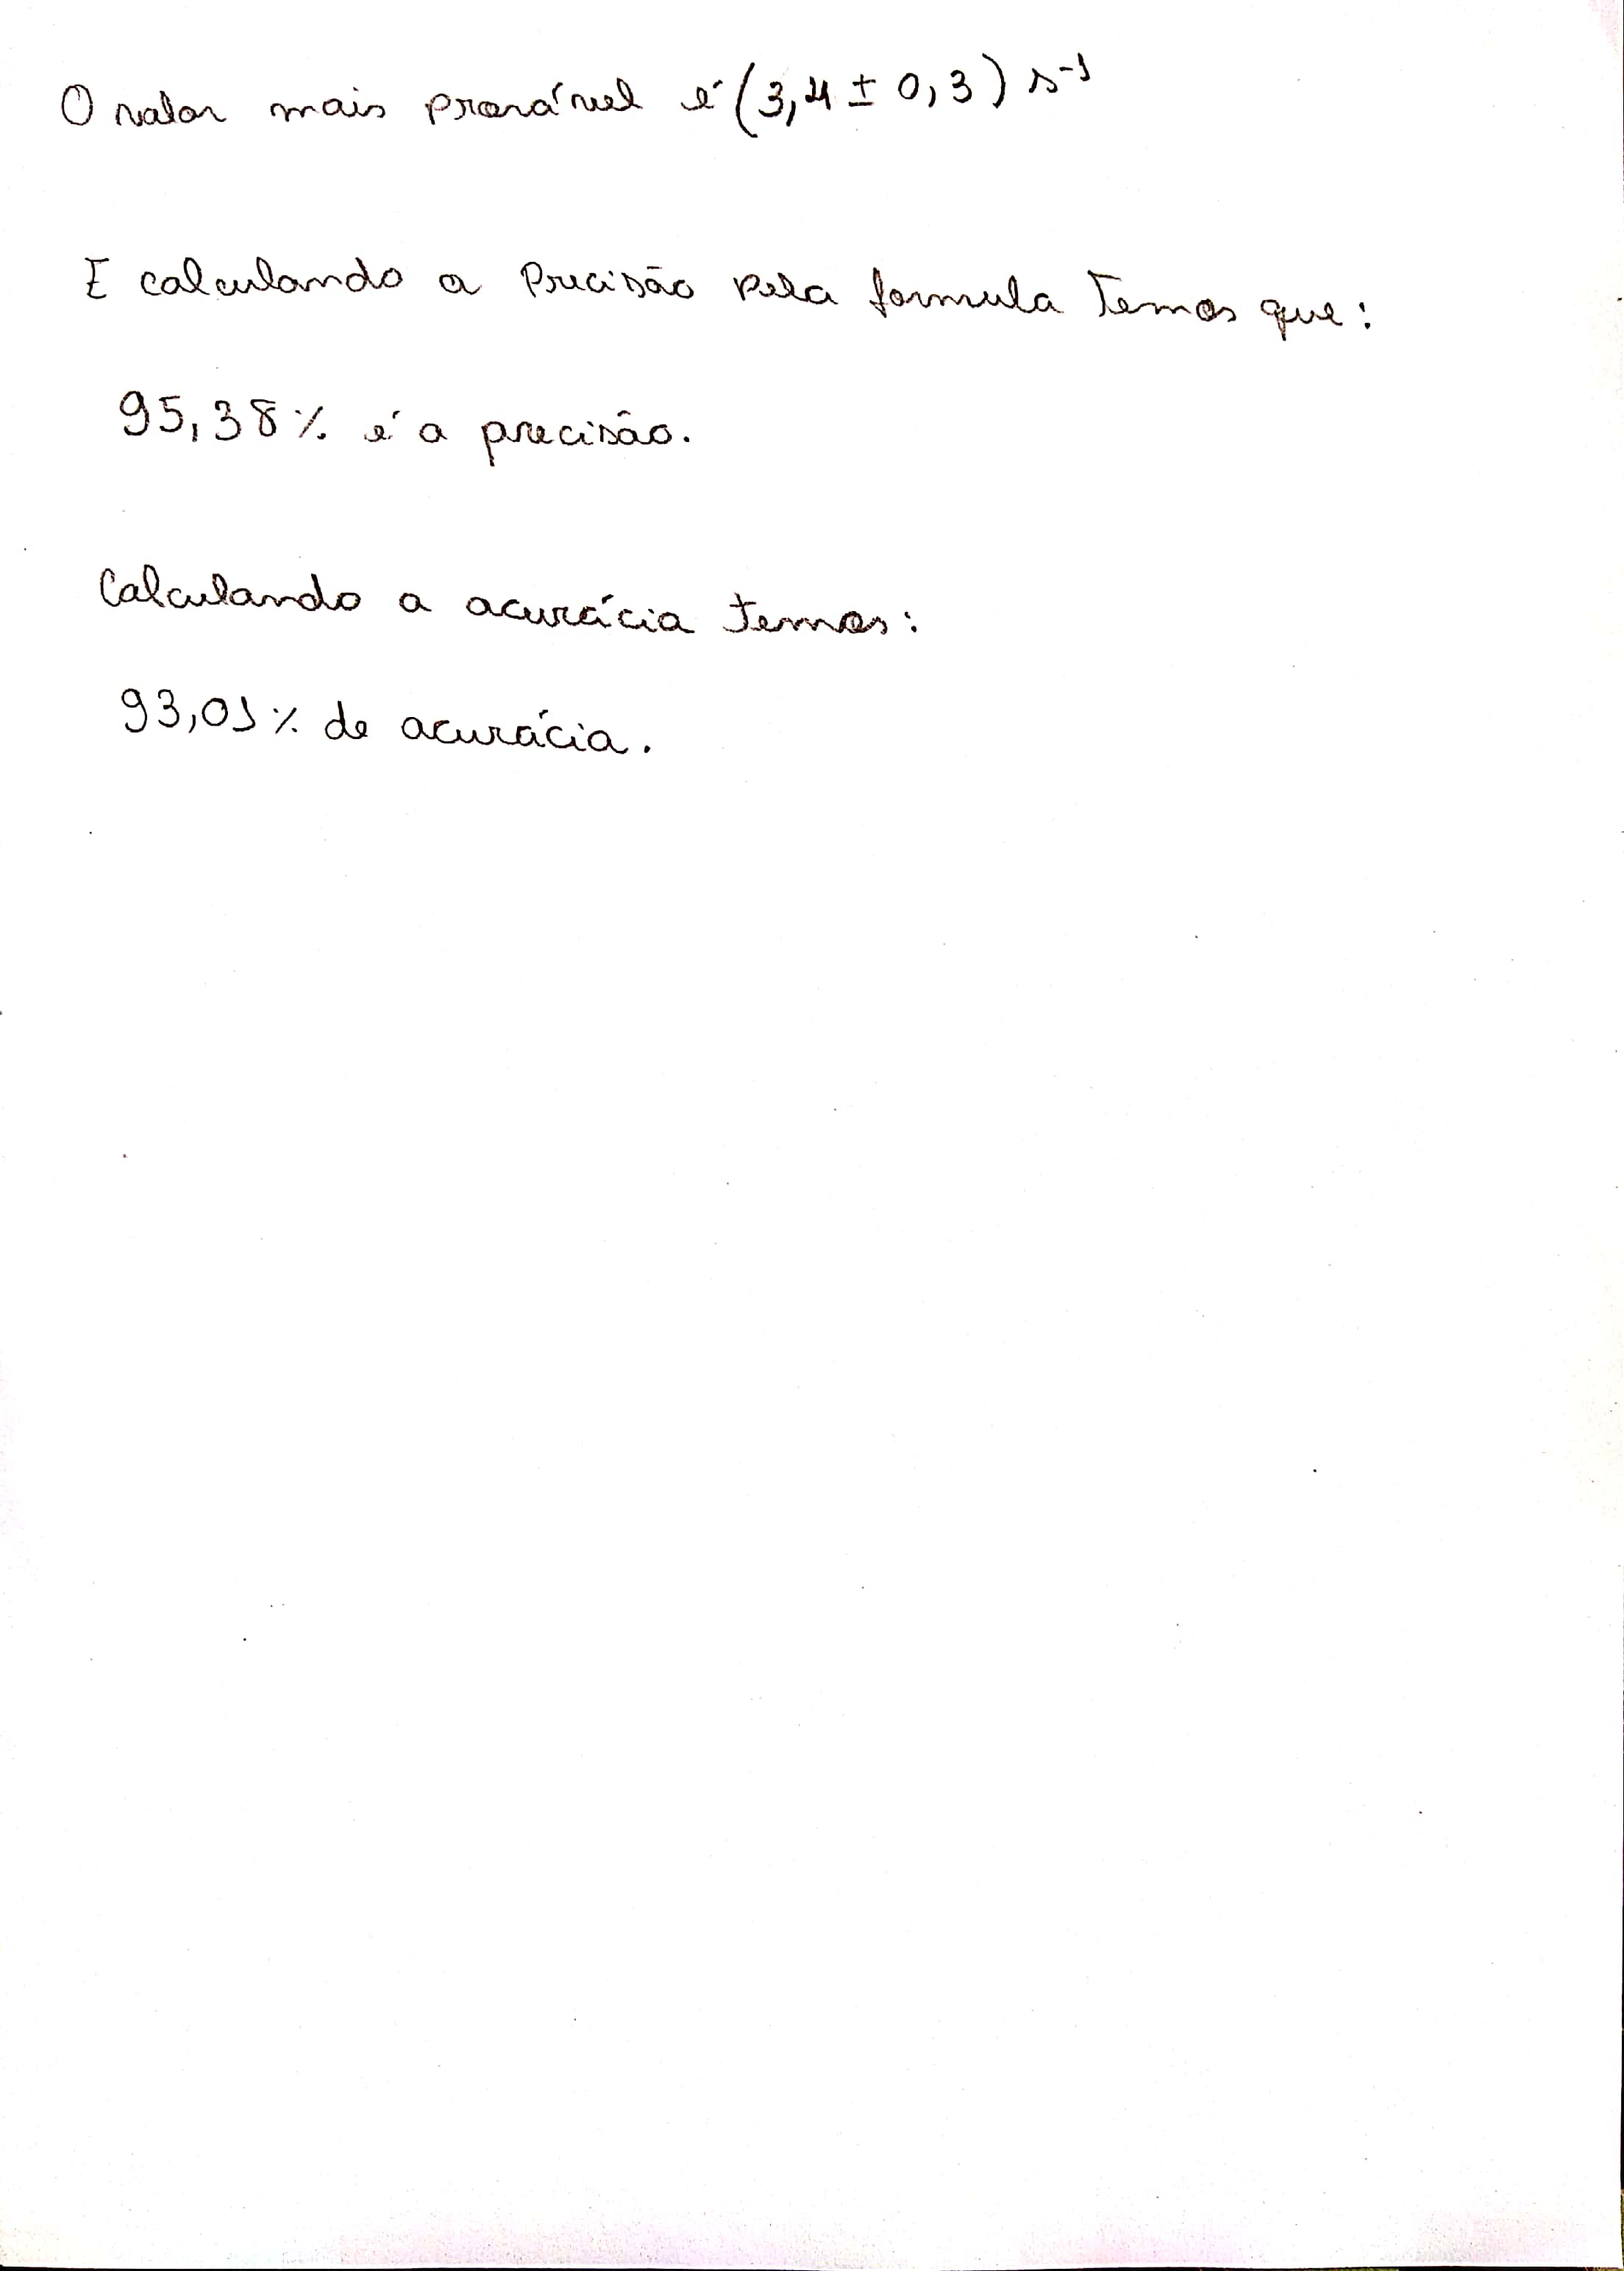 O valor mais provável é (3,4 ± 0,3) s⁻¹
E calculando a Precisão pela formula Temos que:
95,38% é a precisão.
Calculando a acurácia temos:
93,01% de acurácia.